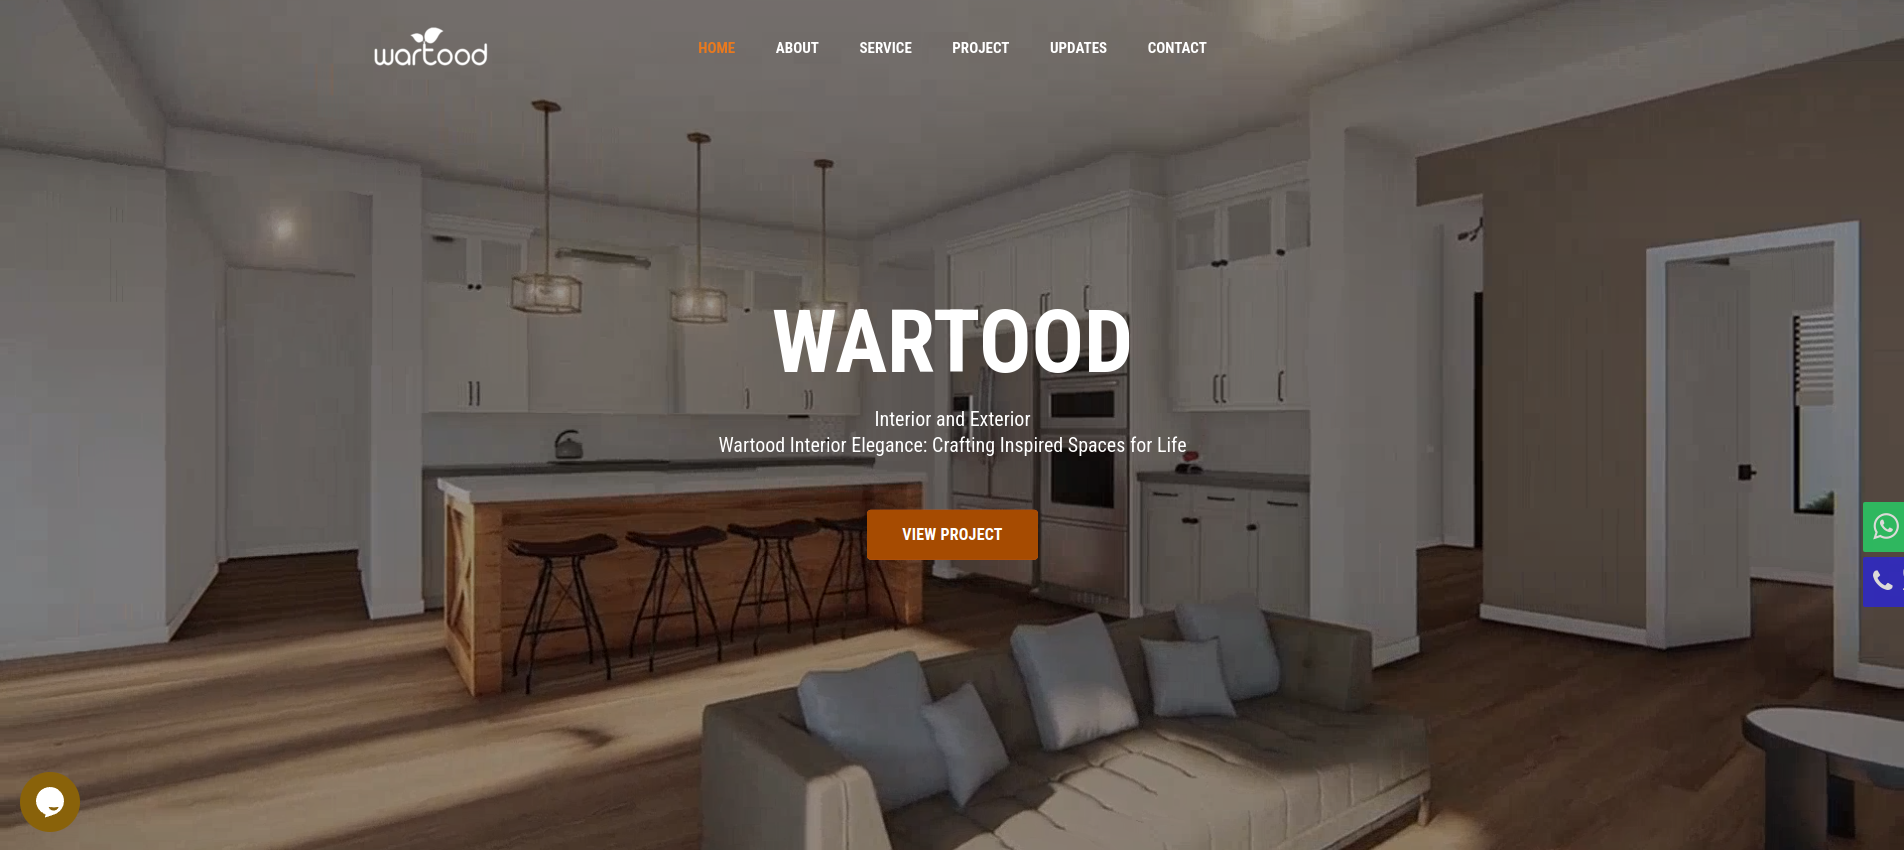 wartood
HOME ABOUT SERVICE PROJECT UPDATES CONTACT
WARTOOD
Interior and Exterior
Wartood Interior Elegance: Crafting Inspired Spaces for Life
VIEW PROJECT